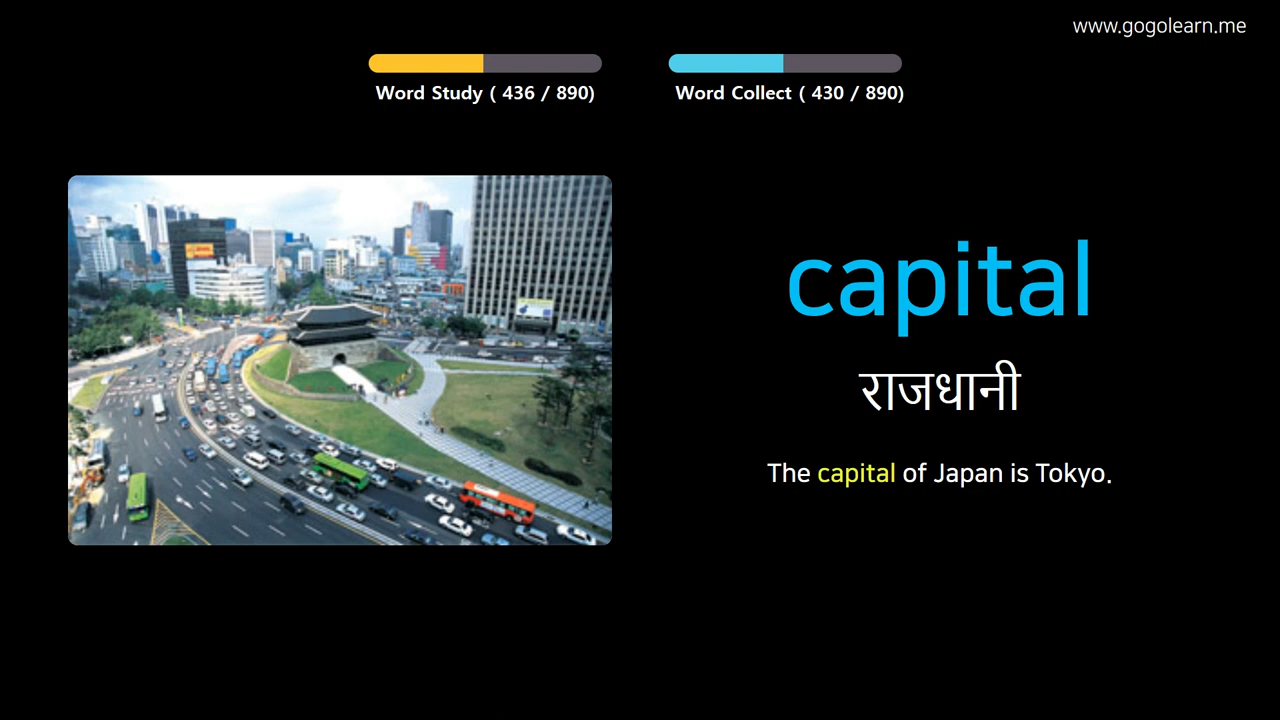 www.gogolearn.me
Word Study ( 436 / 890)
Word Collect ( 430 / 890)
capital
राजधानी
The capital of Japan is Tokyo.